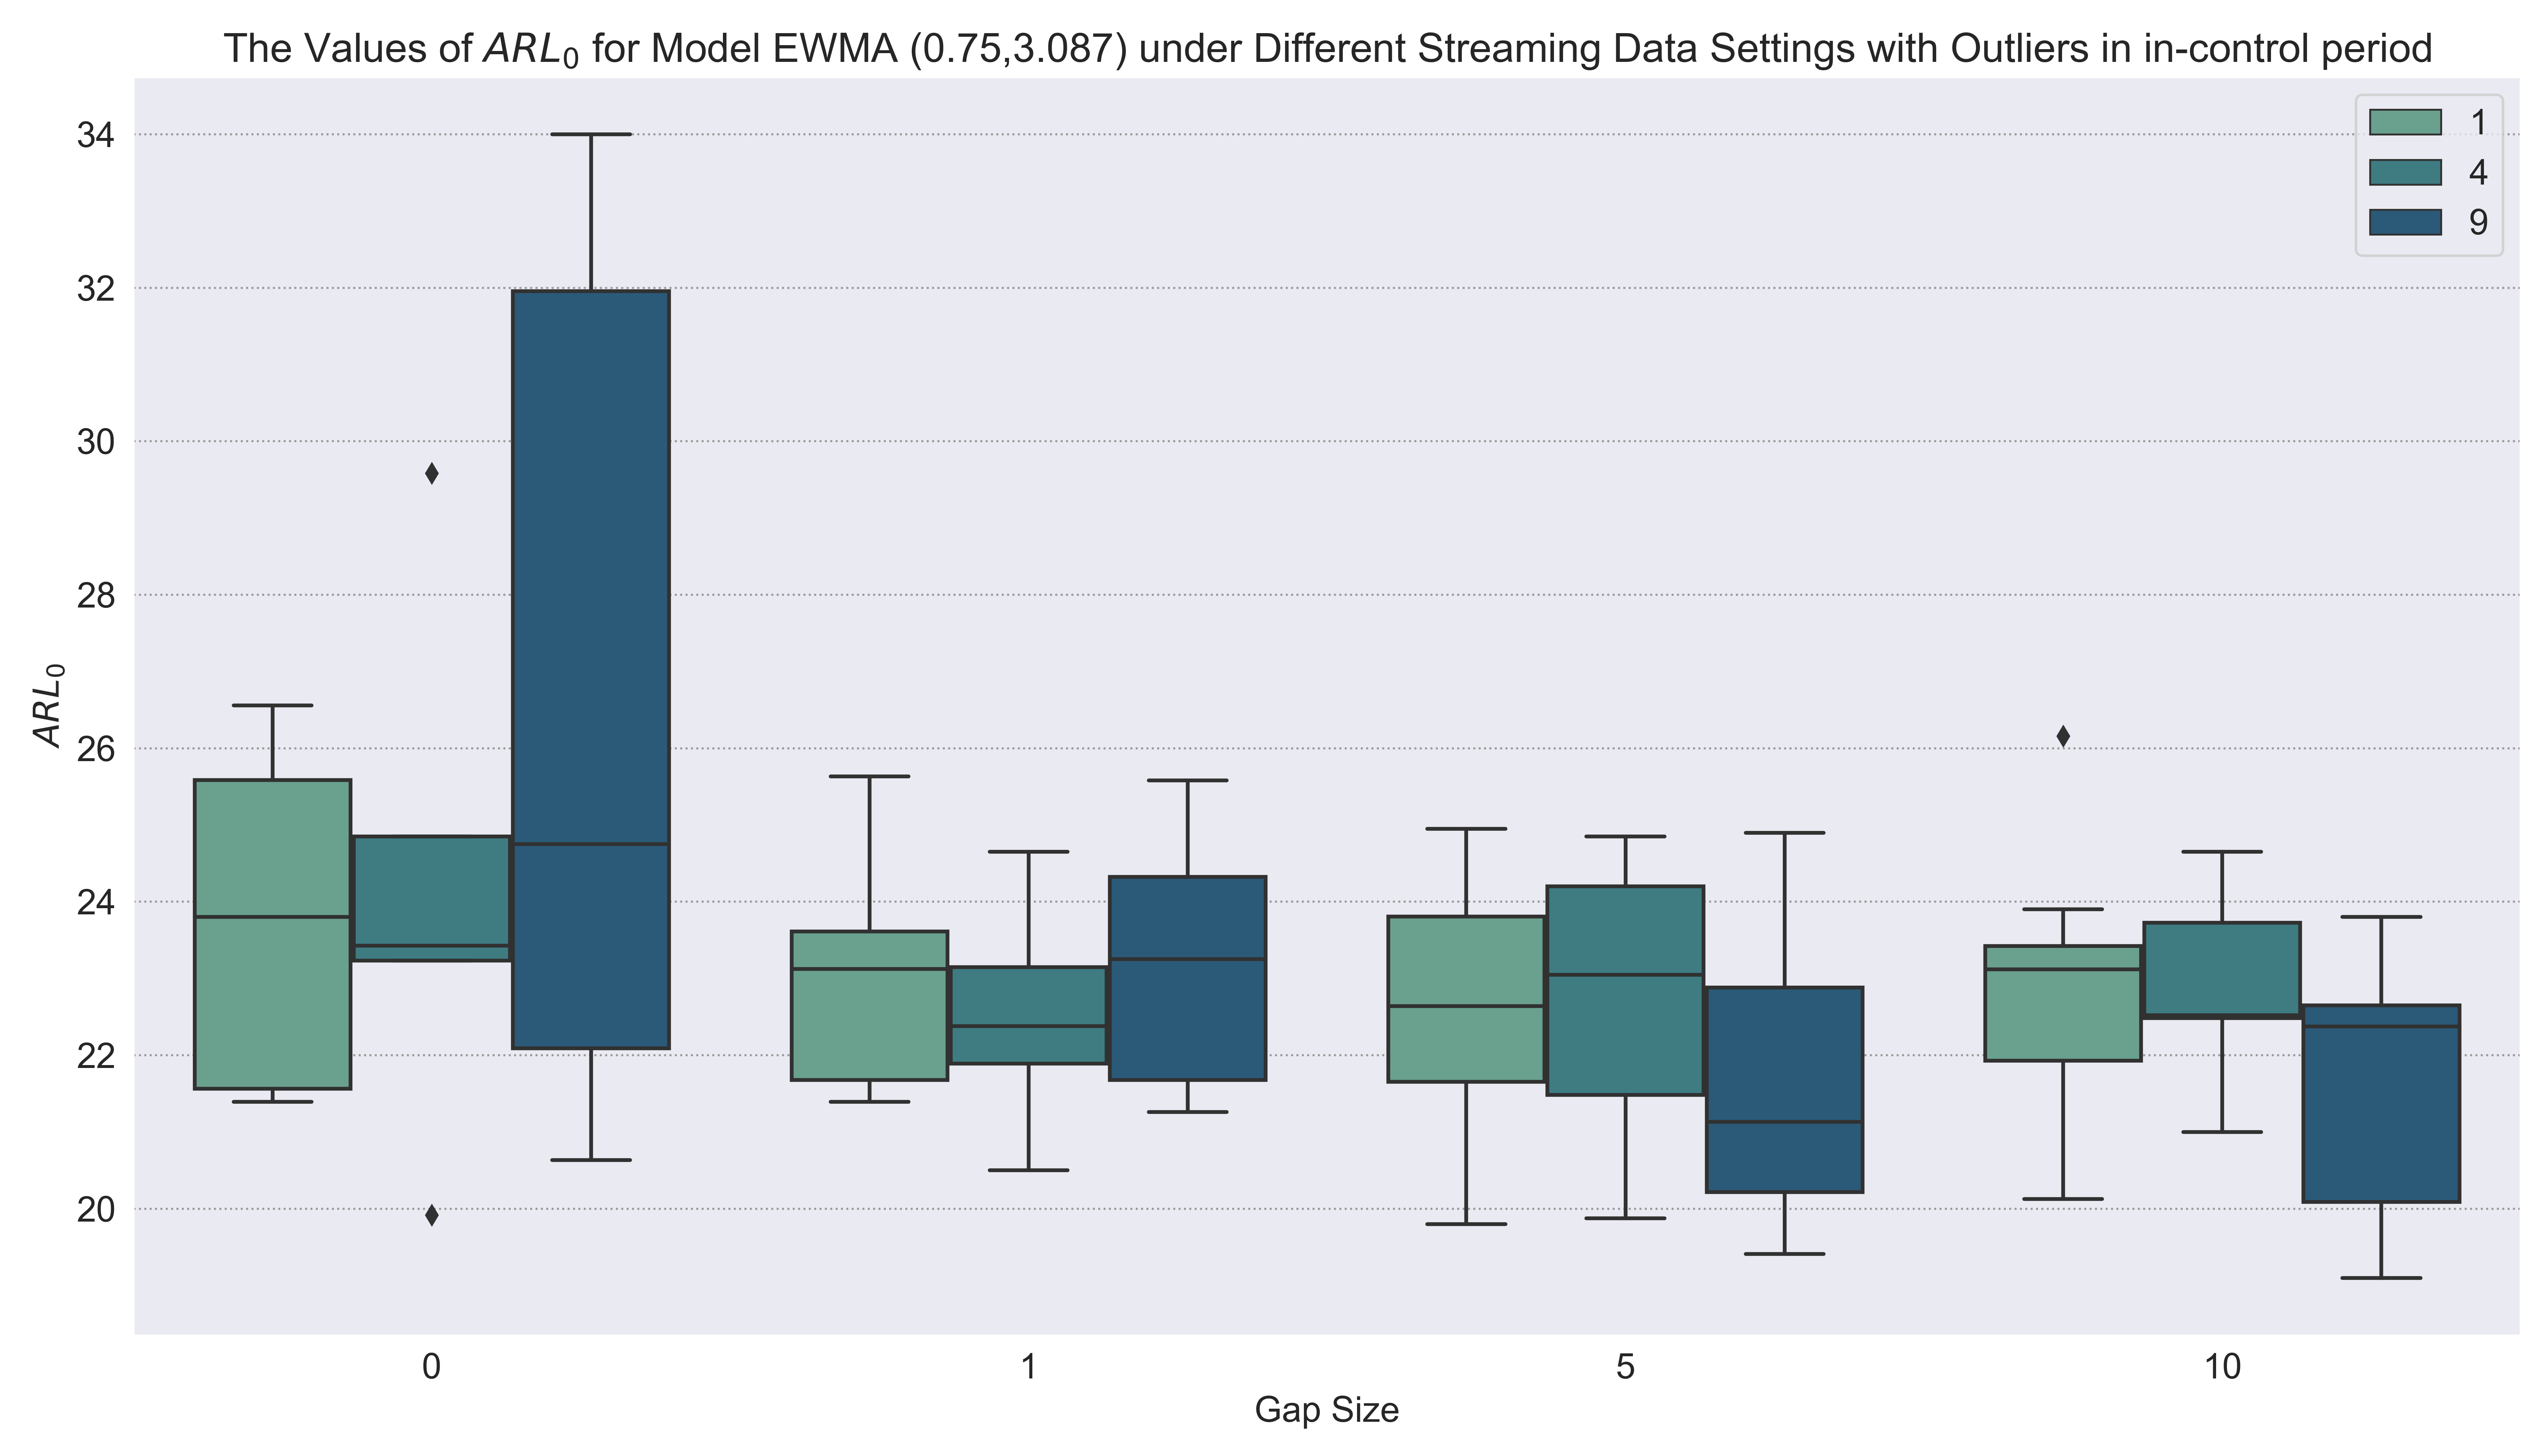 The Values of ARL₀ for Model EWMA (0.75,3.087) under Different Streaming Data Settings with Outliers in in-control period
1
4
9
34
32
30
28
26
24
22
20
ARL₀
0 1 5 10
Gap Size